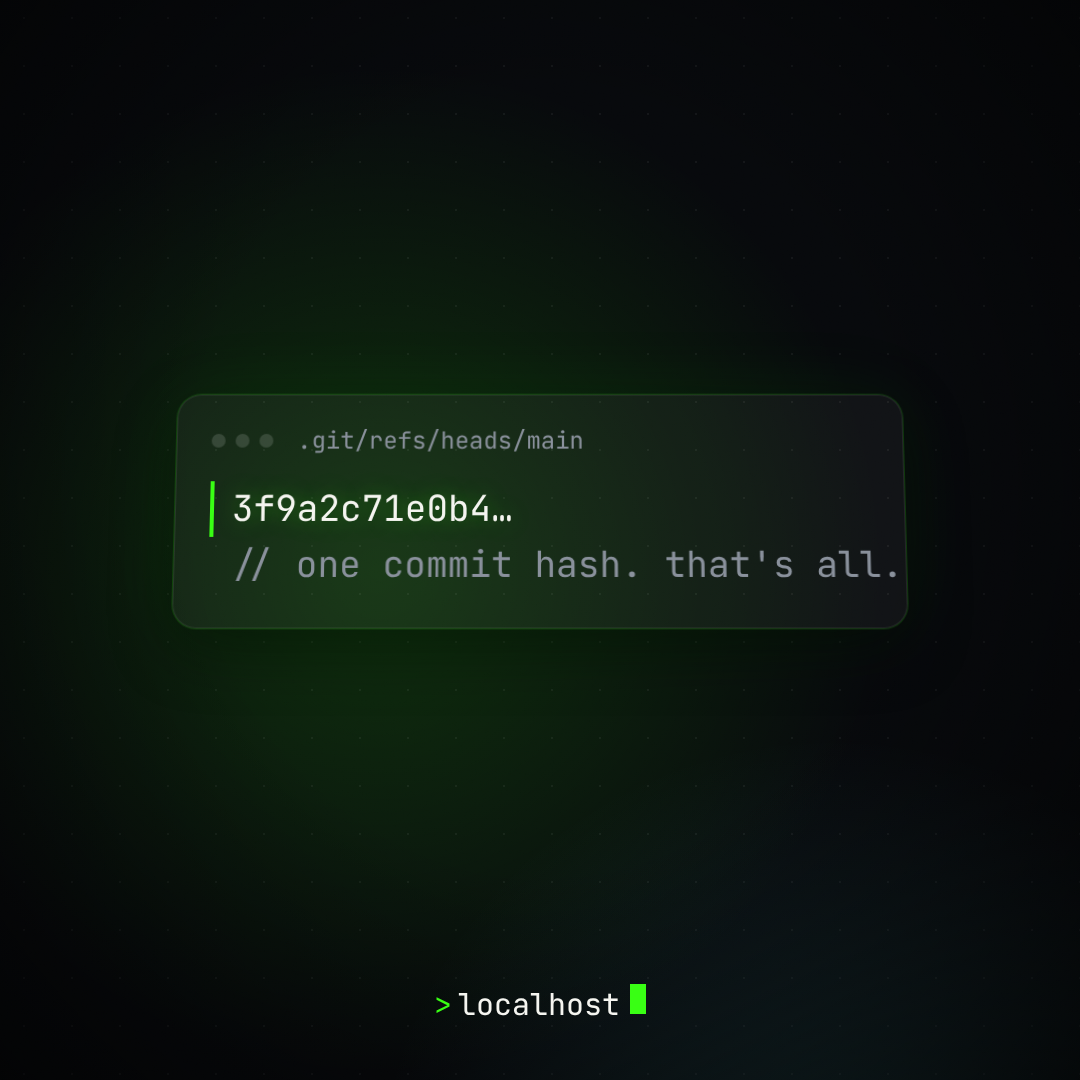 .git/refs/heads/main
3f9a2c71e0b4…
// one commit hash. that's all.
>localhost